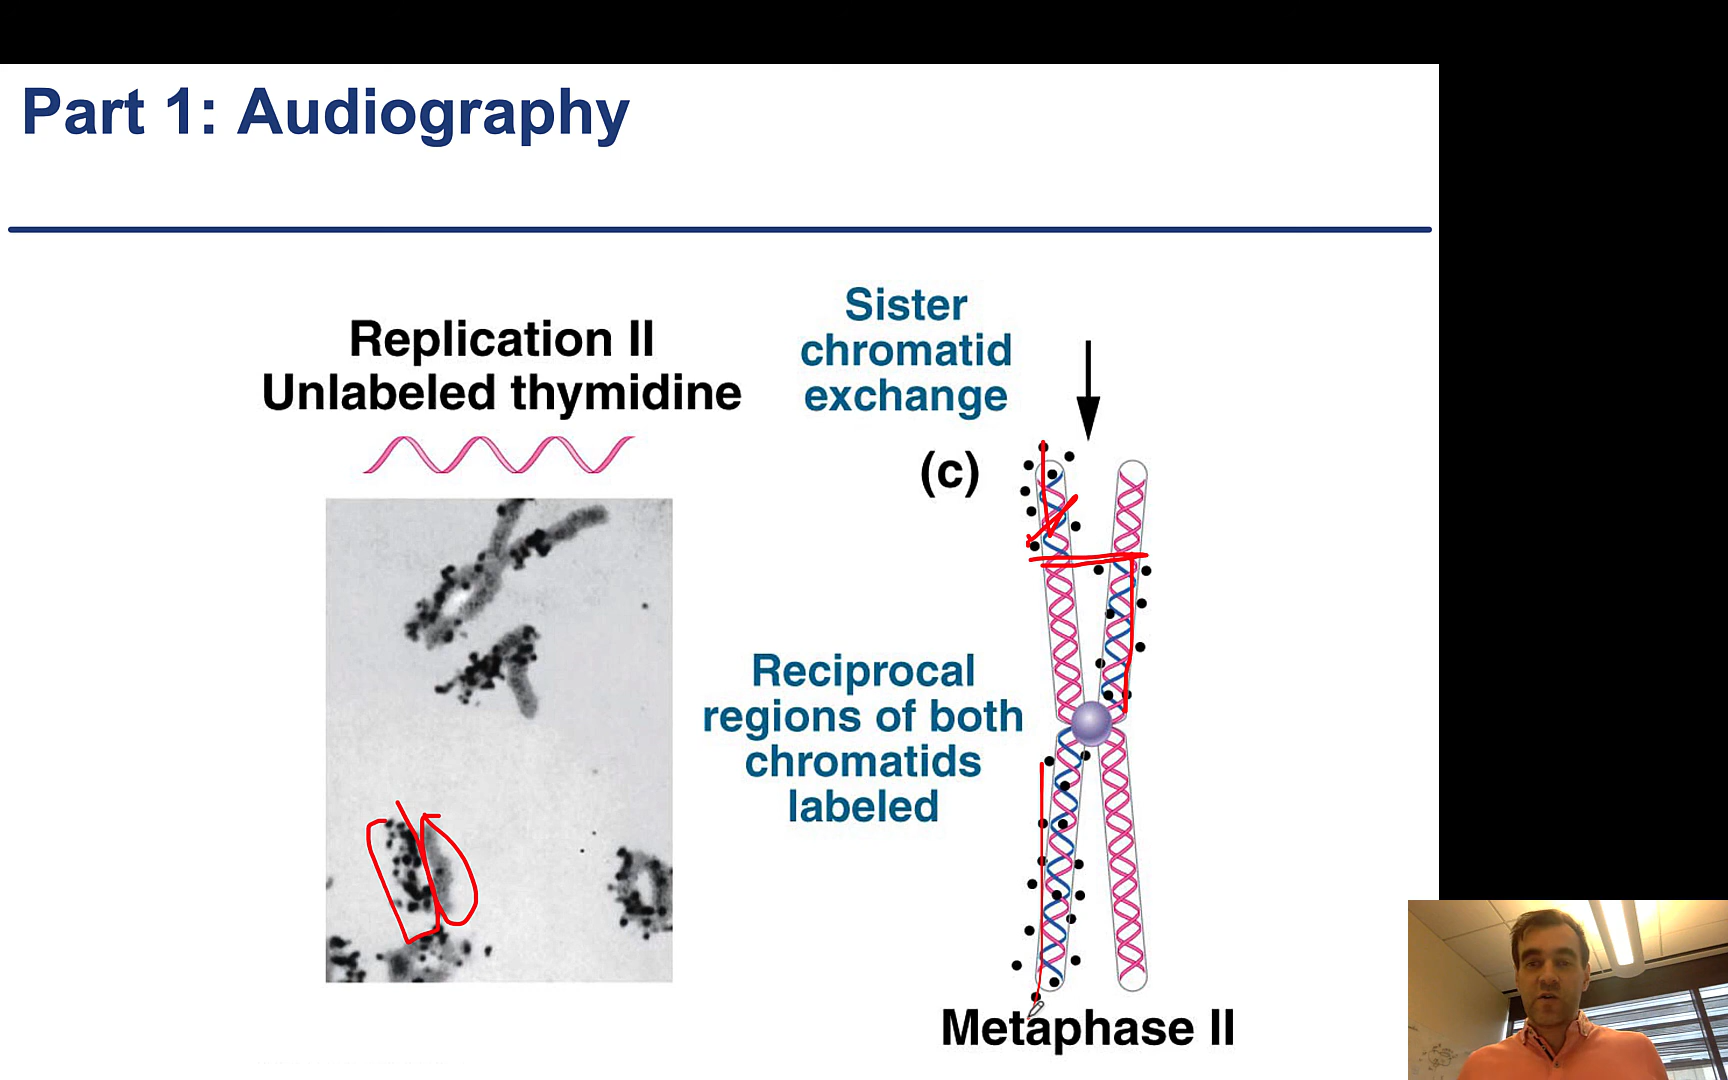 Part 1: Audiography
Replication II
Unlabeled thymidine
Sister
chromatid
exchange
(c)
Reciprocal
regions of both
chromatids
labeled
Metaphase II